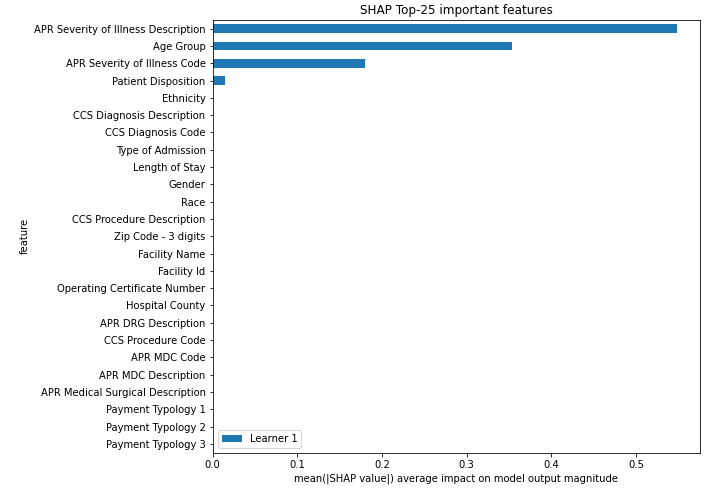 SHAP Top-25 important features
APR Severity of Illness Description
Age Group
APR Severity of Illness Code
Patient Disposition
Ethnicity
CCS Diagnosis Description
CCS Diagnosis Code
Type of Admission
Length of Stay
Gender
Race
CCS Procedure Description
Zip Code - 3 digits
Facility Name
Facility Id
Operating Certificate Number
Hospital County
APR DRG Description
CCS Procedure Code
APR MDC Code
APR MDC Description
APR Medical Surgical Description
Payment Typology 1
Payment Typology 2
Payment Typology 3
feature
Learner 1
0.0 0.1 0.2 0.3 0.4 0.5
mean(|SHAP value|) average impact on model output magnitude